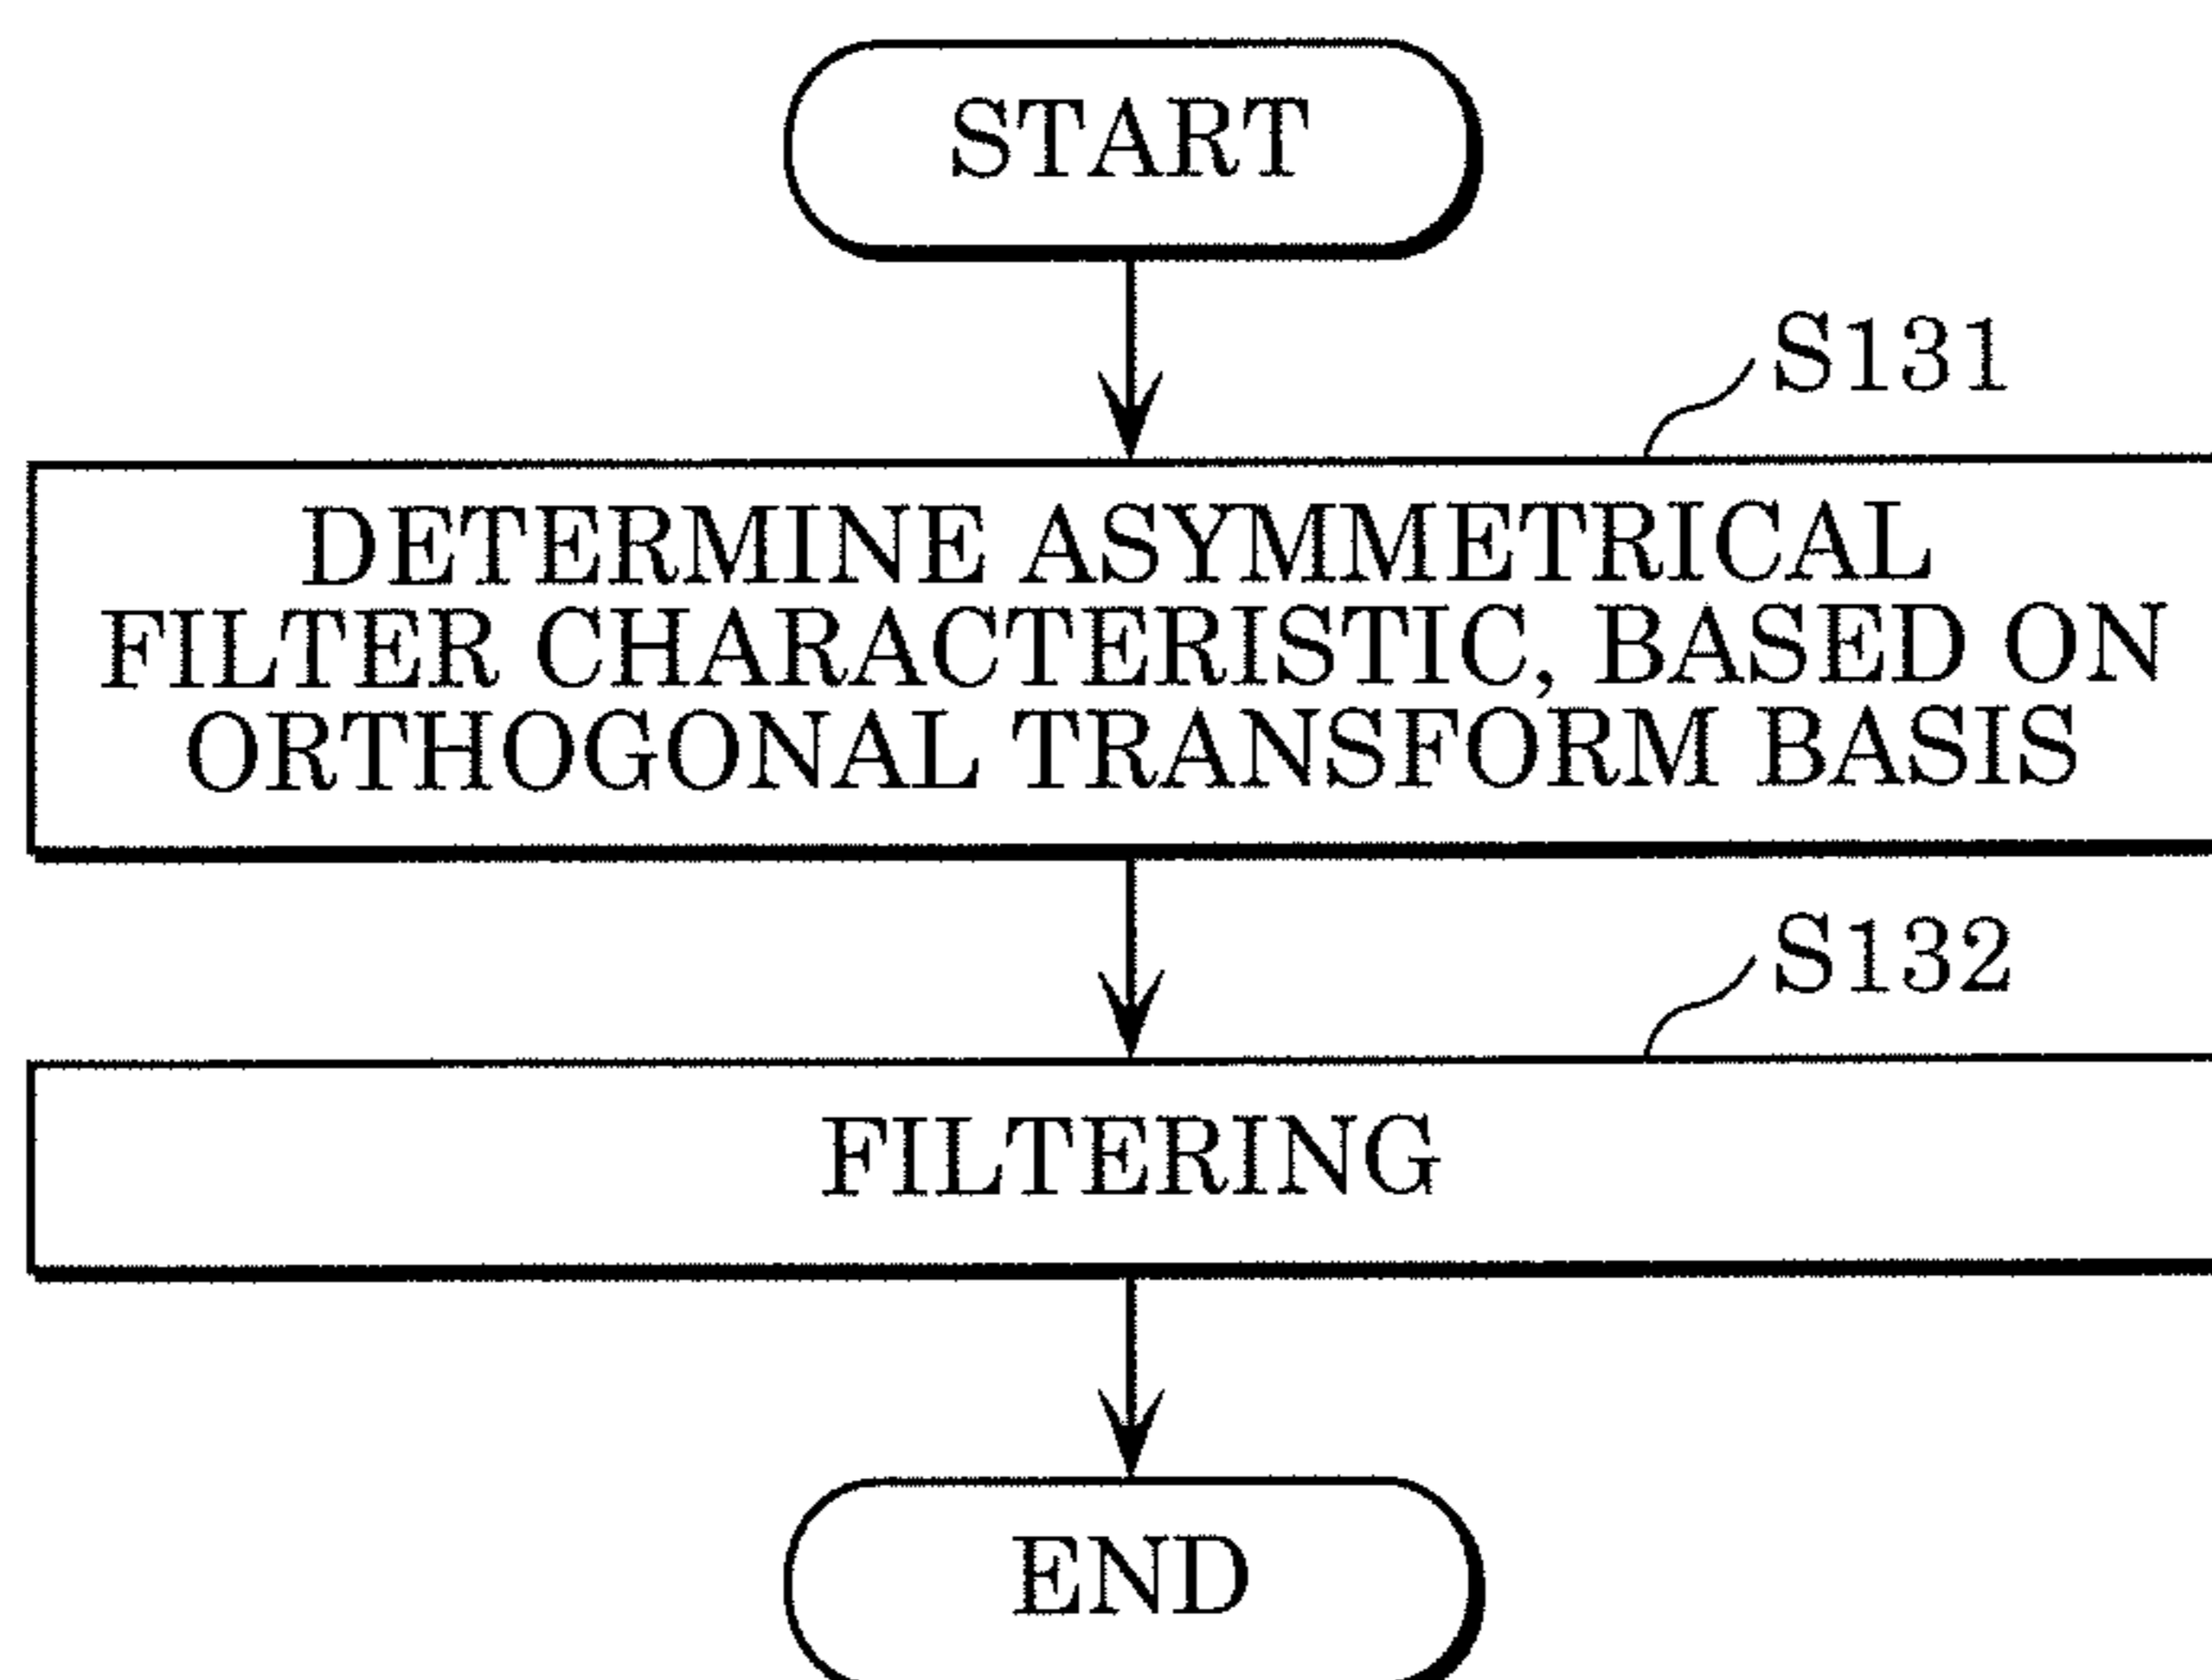 START
S131
DETERMINE ASYMMETRICAL
FILTER CHARACTERISTIC, BASED ON
ORTHOGONAL TRANSFORM BASIS
S132
FILTERING
END